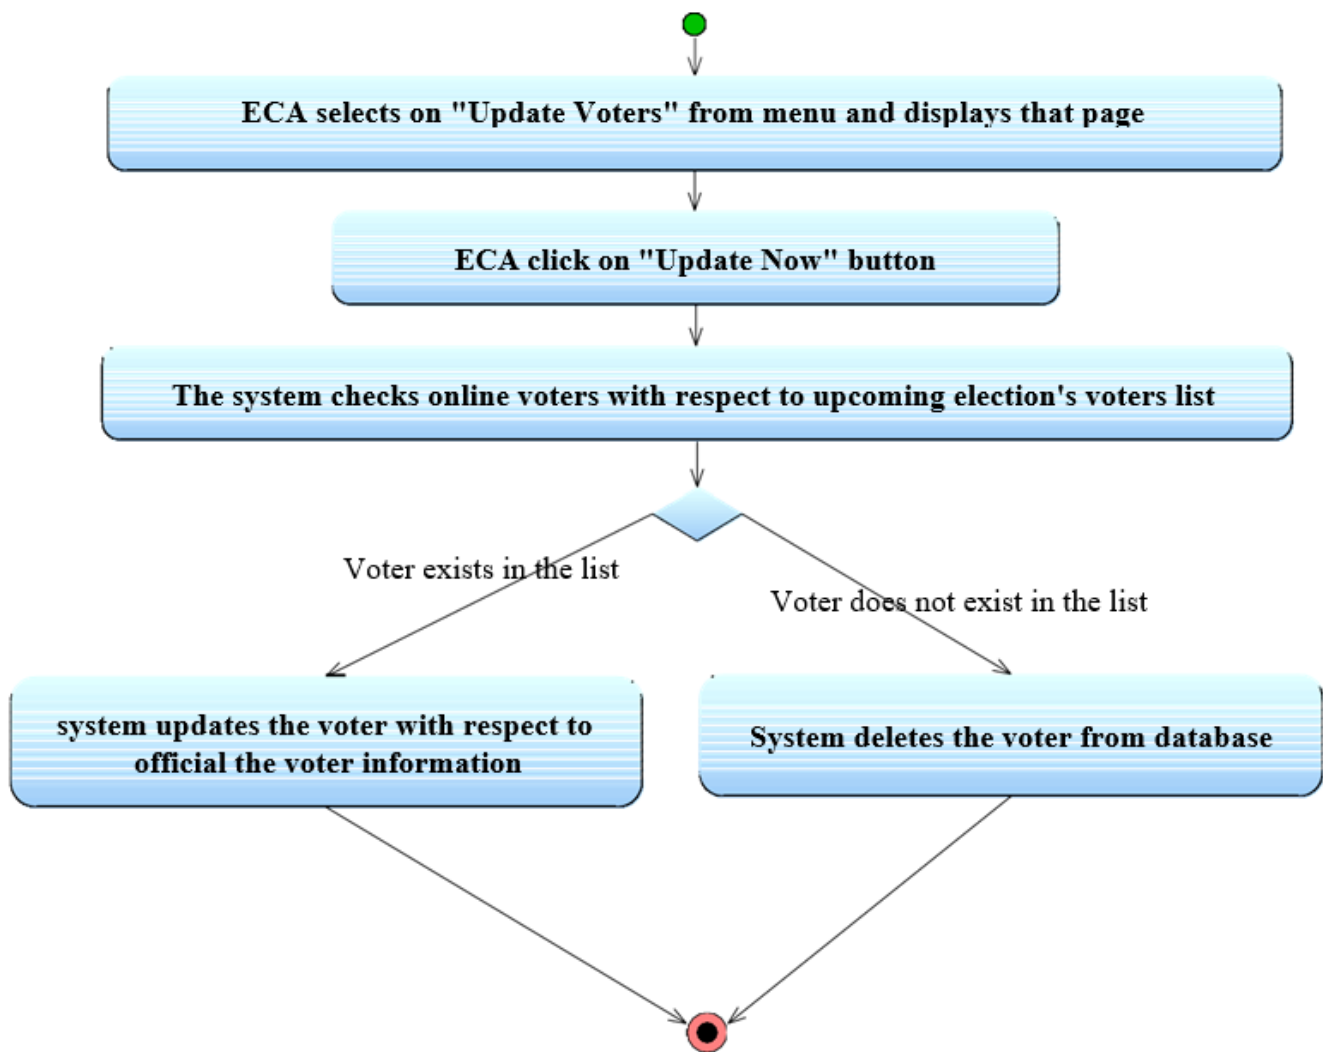 ECA selects on "Update Voters" from menu and displays that page
ECA click on "Update Now" button
The system checks online voters with respect to upcoming election's voters list
Voter exists in the list
Voter does not exist in the list
system updates the voter with respect to
official the voter information
System deletes the voter from database